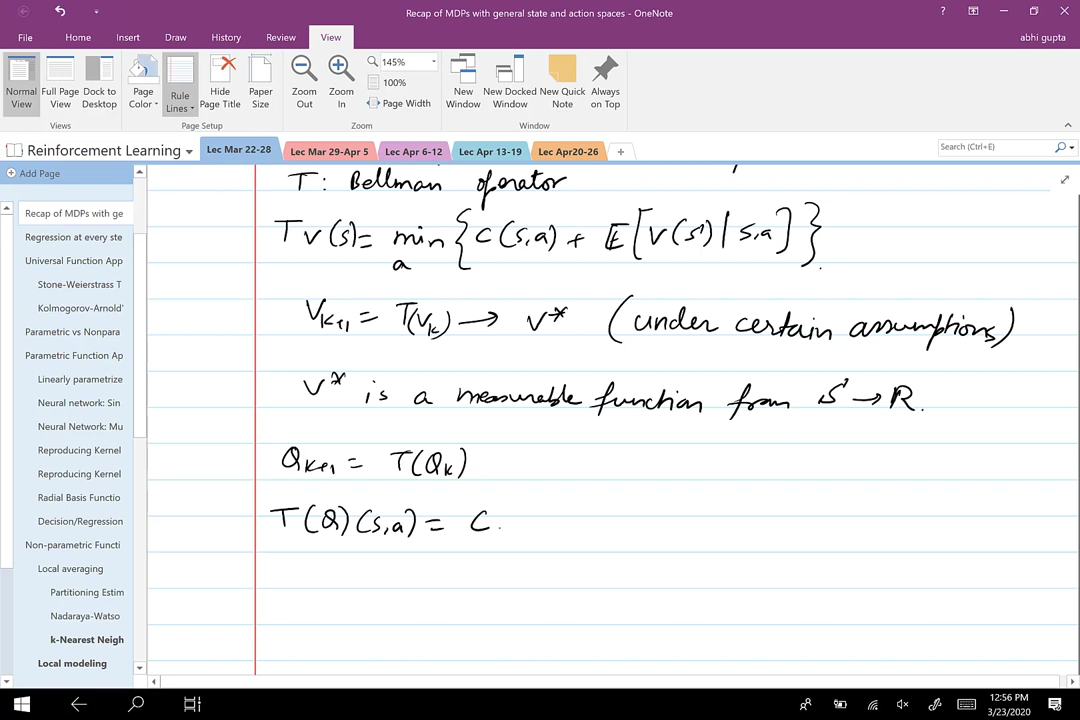 Recap of MDPs with general state and action spaces - OneNote
?
File Home Insert Draw History Review View
abhi gupta
Normal View
Full Page View
Dock to Desktop
Page Color
Rule Lines
Hide Page Title
Paper Size
Zoom Out
Zoom In
145%
100%
Page Width
New Window
New Docked Window
New Quick Note
Always on Top
Views
Page Setup
Zoom
Window
Reinforcement Learning
Lec Mar 22-28
Lec Mar 29-Apr 5
Lec Apr 6-12
Lec Apr 13-19
Lec Apr20-26
+
Search (Ctrl+E)
Add Page
Recap of MDPs with ge
Regression at every ste
Universal Function App
Stone-Weierstrass T
Kolmogorov-Arnold'
Parametric vs Nonpara
Parametric Function Ap
Linearly parametrize
Neural network: Sin
Neural Network: Mu
Reproducing Kernel
Reproducing Kernel
Radial Basis Functio
Decision/Regression
Non-parametric Functi
Local averaging
Partitioning Estim
Nadaraya-Watso
k-Nearest Neigh
Local modeling
T: Bellman operator
T V(s) = min_a { C(s,a) + E[V(s') | s,a] }.
V_{k+1} = T(V_k) → V* (under certain assumptions)
V* is a measurable function from S → R.
Q_{k+1} = T(Q_k)
T(Q)(s,a) = C
12:56 PM
3/23/2020